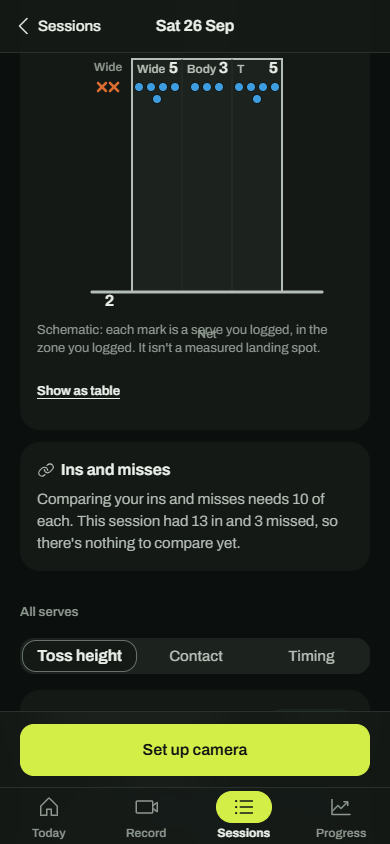 Sessions
Sat 26 Sep
Wide
Wide 5
Body 3
T 5
2
Net
Schematic: each mark is a serve you logged, in the
zone you logged. It isn't a measured landing spot.
Show as table
Ins and misses
Comparing your ins and misses needs 10 of
each. This session had 13 in and 3 missed, so
there's nothing to compare yet.
All serves
Toss height
Contact
Timing
Set up camera
Today
Record
Sessions
Progress